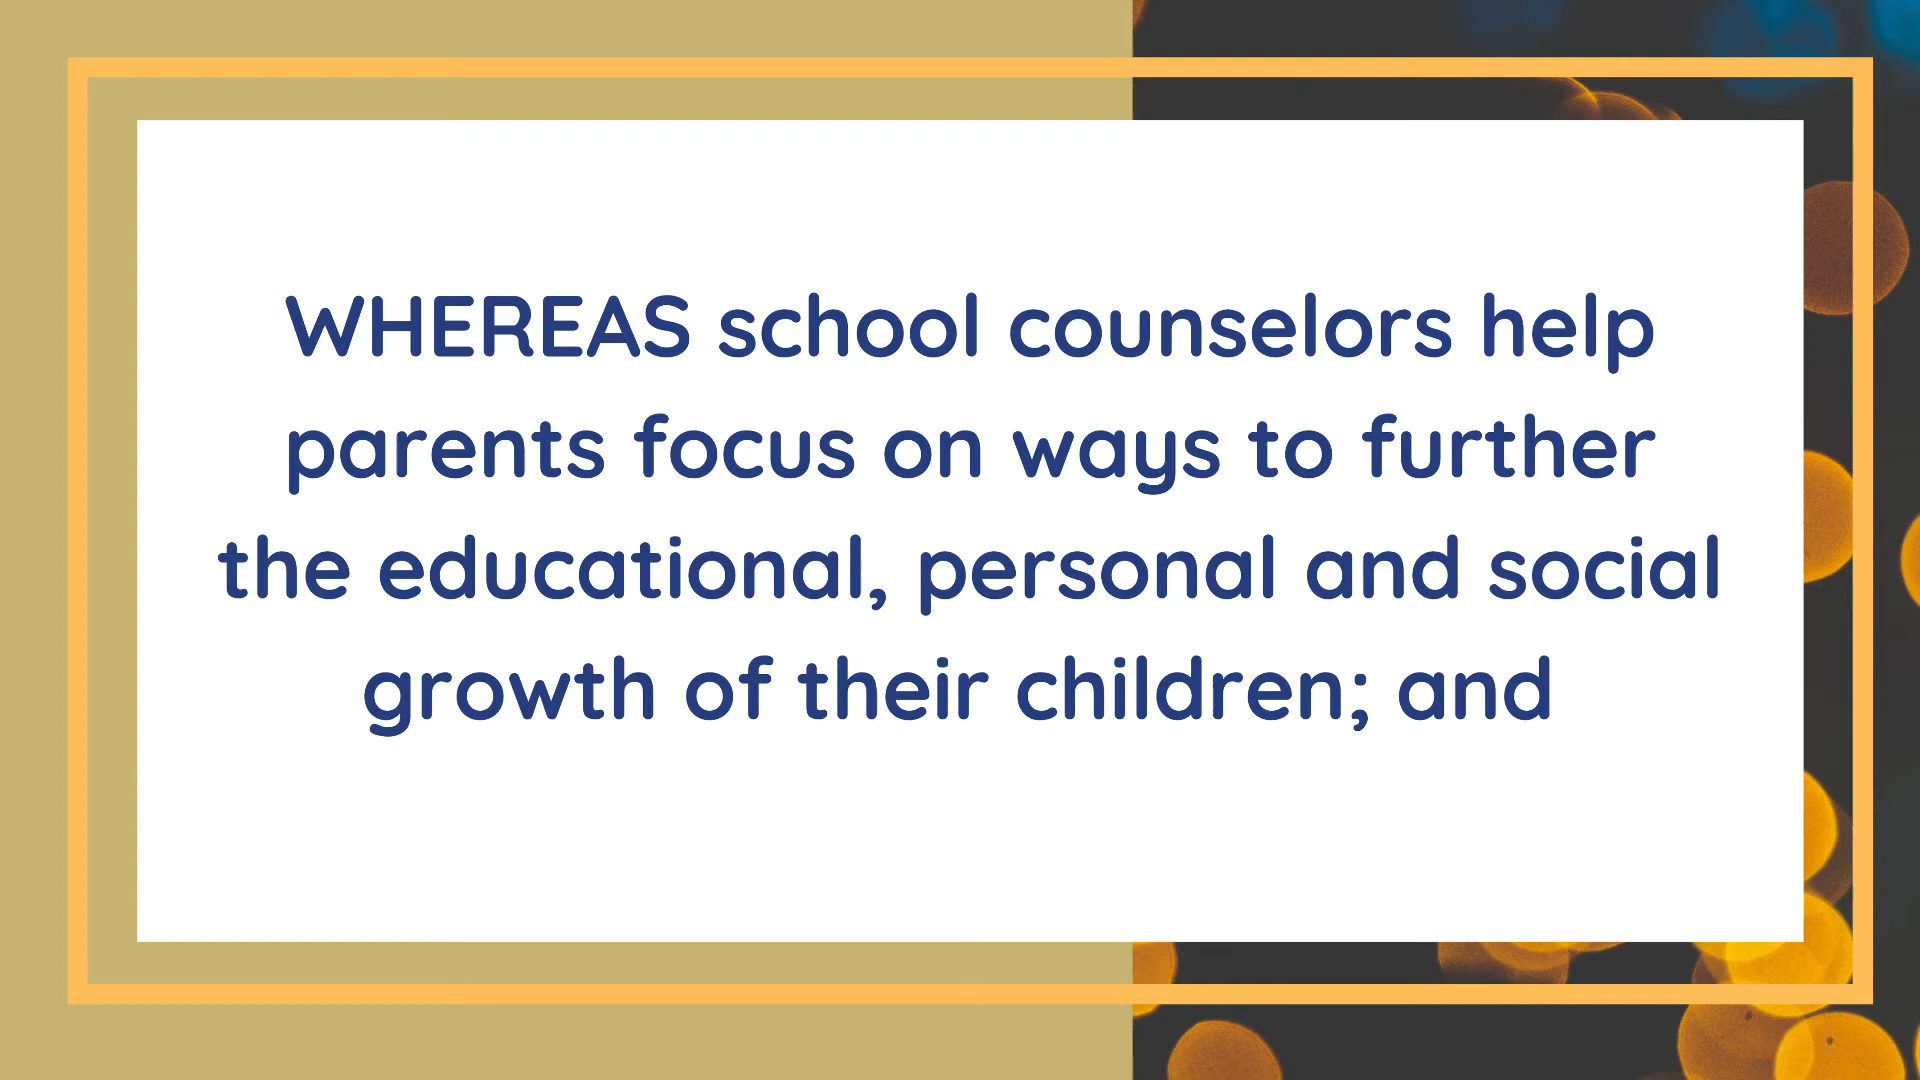 WHEREAS school counselors help
parents focus on ways to further
the educational, personal and social
growth of their children; and